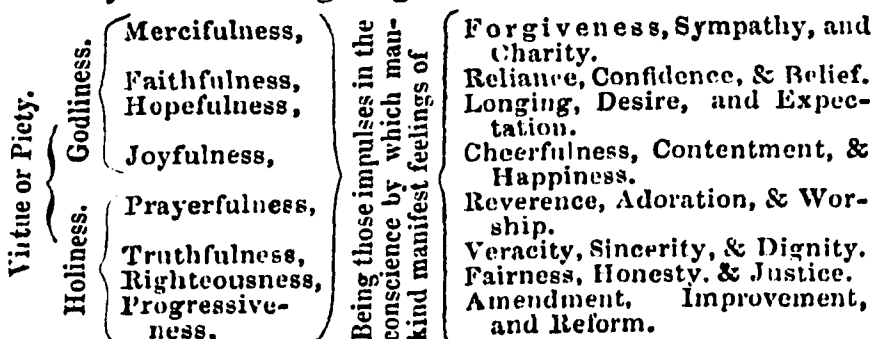 Virtue or Piety.
Godliness.
Mercifulness,
Faithfulness,
Hopefulness,
Joyfulness,
Holiness.
Prayerfulness,
Truthfulness,
Righteousness,
Progressive-
ness,
Being those impulses in the
conscience by which man-
kind manifest feelings of
Forgiveness, Sympathy, and
Charity.
Reliance, Confidence, & Belief.
Longing, Desire, and Expec-
tation.
Cheerfulness, Contentment, &
Happiness.
Reverence, Adoration, & Wor-
ship.
Veracity, Sincerity, & Dignity.
Fairness, Honesty, & Justice.
Amendment, Improvement,
and Reform.